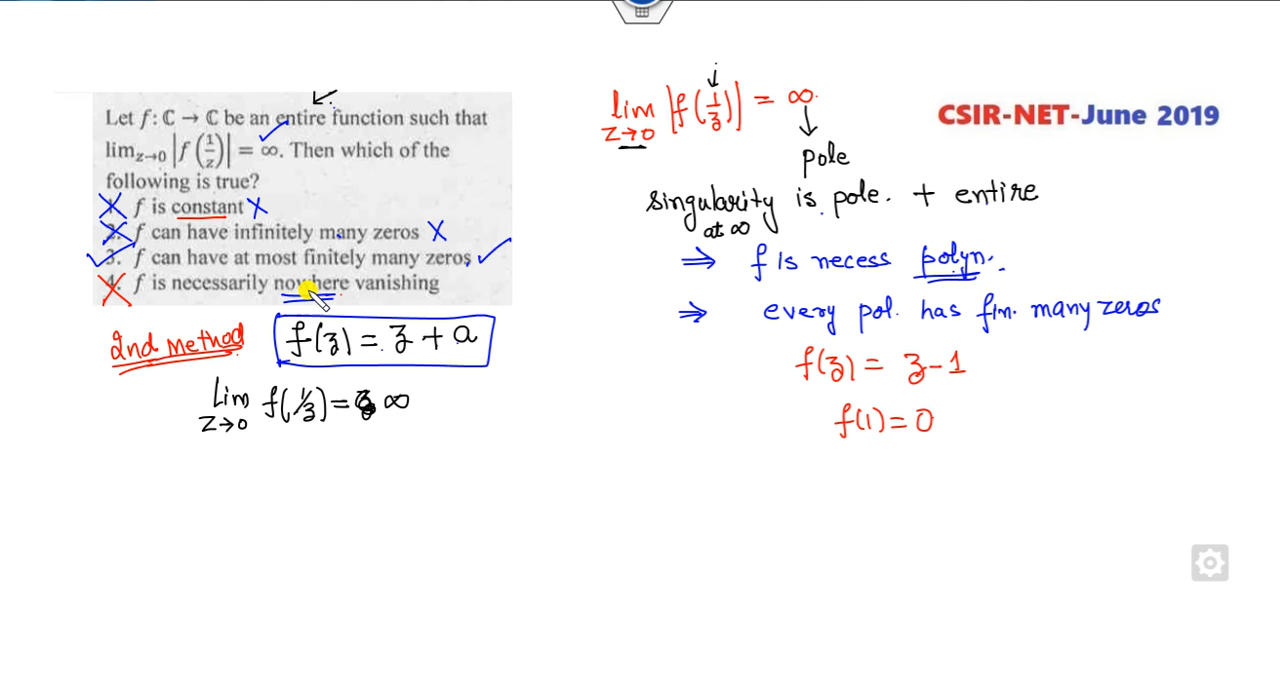 Let f: ℂ → ℂ be an entire function such that
lim_{z→0} |f(1/z)| = ∞. Then which of the
following is true?
1. f is constant X
2. f can have infinitely many zeros X
3. f can have at most finitely many zeros, ✓
4. f is necessarily nowhere vanishing
2nd method f(z) = z + a
Lim_{z→0} f(1/z) = ∞
lim_{z→0} |f(1/z)| = ∞
CSIR-NET-June 2019
pole
singularity is pole. + entire
at ∞
⇒ f is necess polyn.
⇒ every pol. has fin. many zeros
f(z) = z-1
f(1) = 0